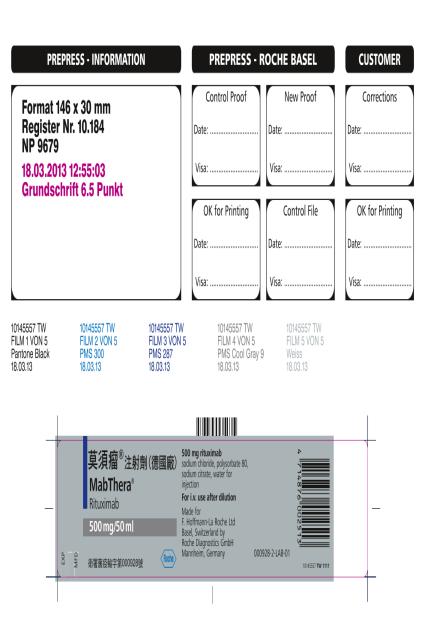 PREPRESS - INFORMATION
PREPRESS - ROCHE BASEL
CUSTOMER
Format 146 x 30 mm
Register Nr. 10.184
NP 9679
18.03.2013 12:55:03
Grundschrift 6.5 Punkt
Control Proof
Date: ........................
Visa: ........................
New Proof
Date: ........................
Visa: ........................
Corrections
Date: ........................
Visa: ........................
OK for Printing
Date: ........................
Visa: ........................
Control File
Date: ........................
Visa: ........................
OK for Printing
Date: ........................
Visa: ........................
10145557 TW
FILM 1 VON 5
Pantone Black
18.03.13
10145557 TW
FILM 2 VON 5
PMS 300
18.03.13
10145557 TW
FILM 3 VON 5
PMS 287
18.03.13
10145557 TW
FILM 4 VON 5
PMS Cool Gray 9
18.03.13
10145557 TW
FILM 5 VON 5
Weiss
18.03.13
莫須瘤®注射劑(德國廠)
MabThera®
Rituximab
500 mg/50 ml
EXP
MFG
衛署菌疫輸字第000928號
Roche
500 mg rituximab
sodium chloride, polysorbate 80,
sodium citrate, water for
injection
For i.v. use after dilution
Made for
F. Hoffmann-La Roche Ltd
Basel, Switzerland by
Roche Diagnostics GmbH
Mannheim, Germany
000928-2-LAB-01
4 714876 002513
10145557 TW